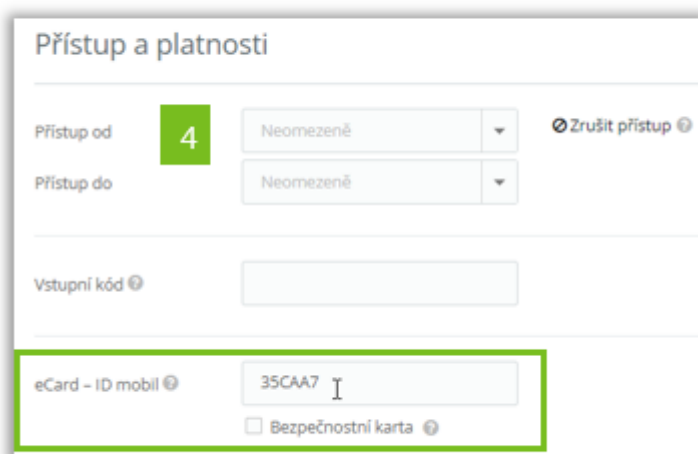 Přístup a platnosti
Přístup od
4
Neomezeně
Zrušit přístup
Přístup do
Neomezeně
Vstupní kód
eCard – ID mobil
35CAA7
Bezpečnostní karta